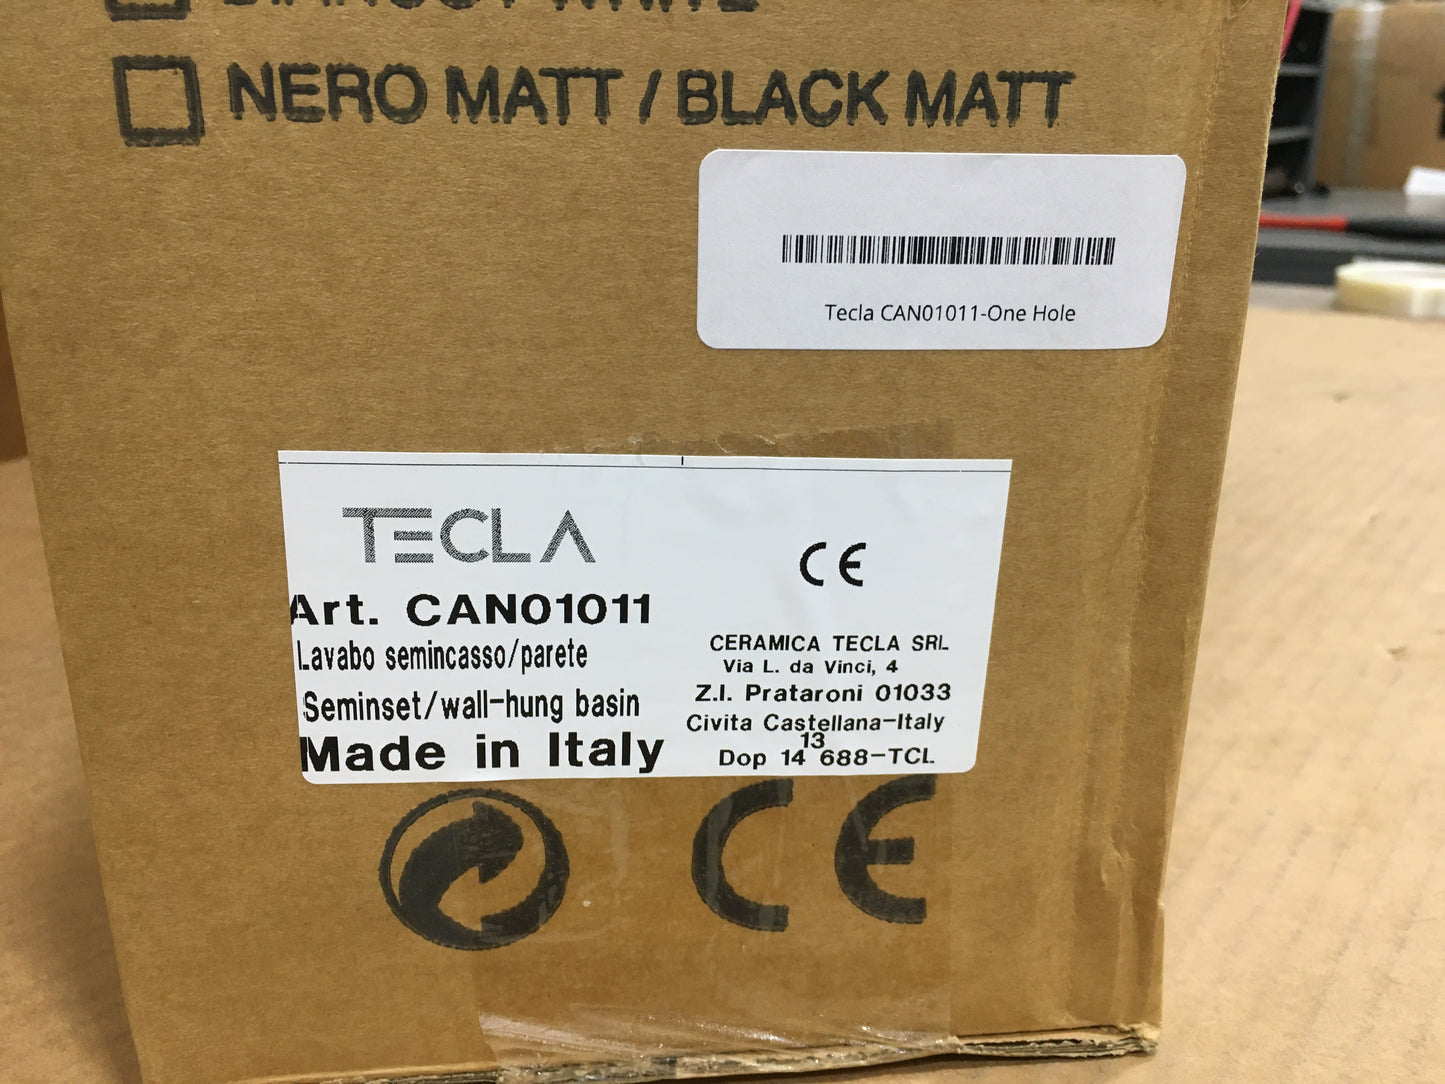 NERO MATT / BLACK MATT
Tecla CAN01011-One Hole
TECLA
CE
Art. CAN01011
Lavabo semincasso/parete
Seminset/wall-hung basin
Made in Italy
CERAMICA TECLA SRL
Via L. da Vinci, 4
Z.I. Prataroni 01033
Civita Castellana-Italy
13
Dop 14 688-TCL
CE